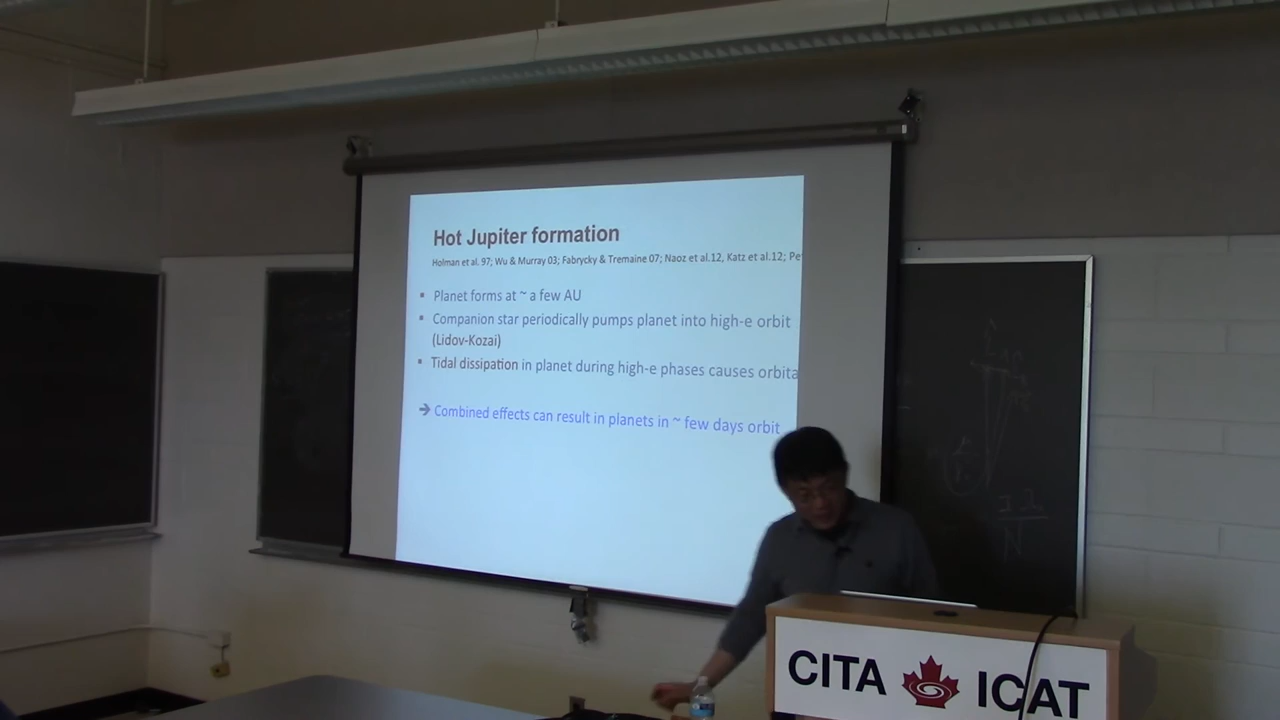 Hot Jupiter formation
Holman et al. 97; Wu & Murray 03; Fabrycky & Tremaine 07; Naoz et al.12, Katz et al.12; Pe
▪ Planet forms at ~ a few AU
▪ Companion star periodically pumps planet into high-e orbit
(Lidov-Kozai)
▪ Tidal dissipation in planet during high-e phases causes orbita
➔ Combined effects can result in planets in ~ few days orbit
CITA ICAT